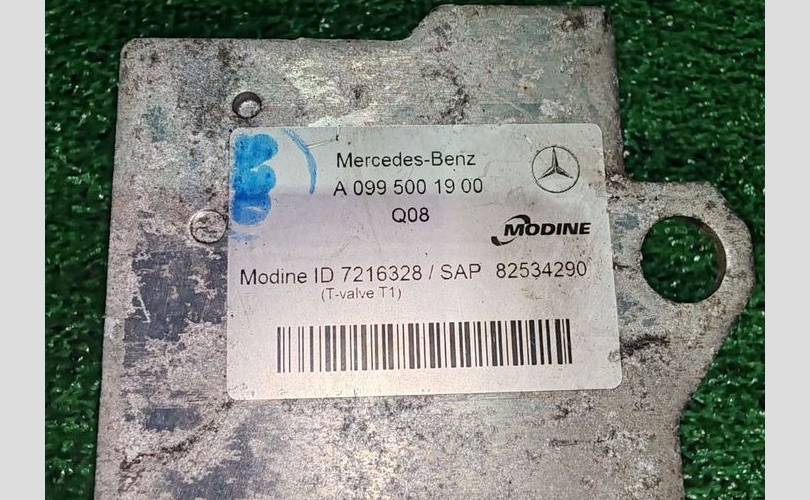 Mercedes-Benz
A 099 500 19 00
Q08
MODINE
Modine ID 7216328 / SAP 82534290
(T-valve T1)